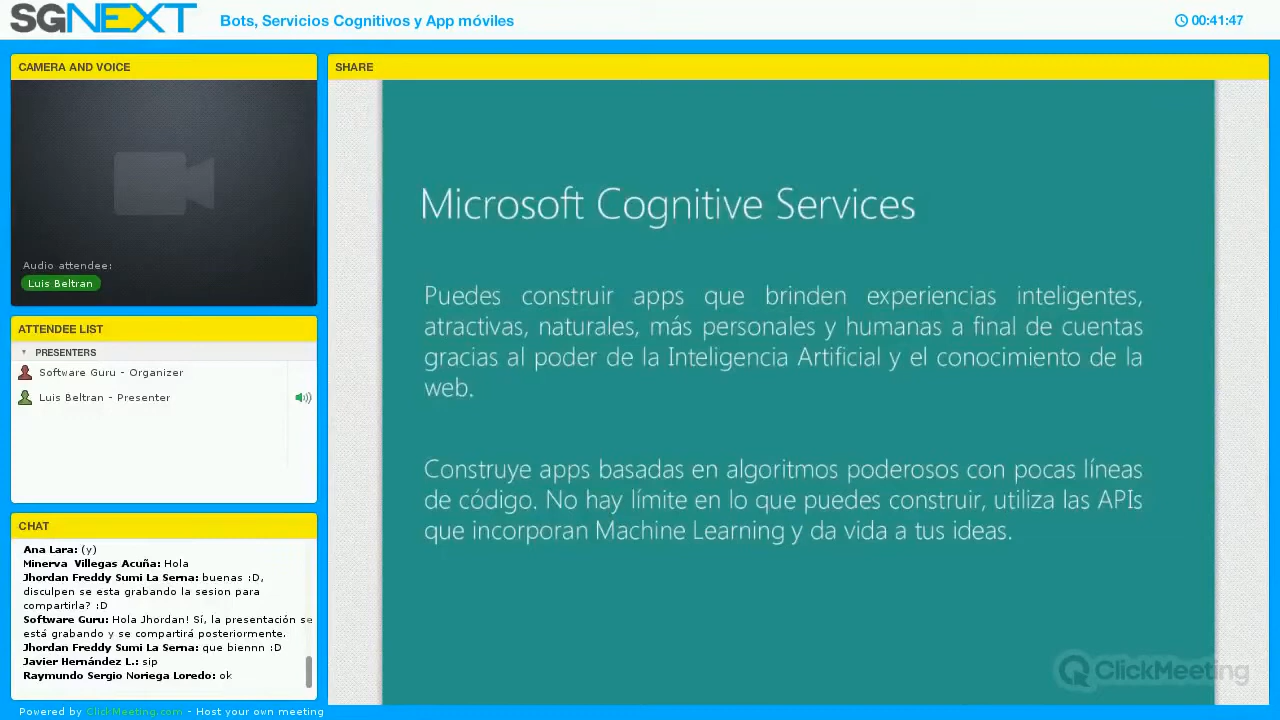 SGNEXT
Bots, Servicios Cognitivos y App móviles
00:41:47
CAMERA AND VOICE
Audio attendee:
Luis Beltran
ATTENDEE LIST
PRESENTERS
Software Guru - Organizer
Luis Beltran - Presenter
CHAT
Ana Lara: (y)
Minerva Villegas Acuña: Hola
Jhordan Freddy Sumi La Serna: buenas :D,
disculpen se esta grabando la sesion para
compartirla? :D
Software Guru: Hola Jhordan! Sí, la presentación se
está grabando y se compartirá posteriormente.
Jhordan Freddy Sumi La Serna: que biennn :D
Javier Hernández L.: sip
Raymundo Sergio Noriega Loredo: ok
Powered by ClickMeeting.com - Host your own meeting
SHARE
Microsoft Cognitive Services
Puedes construir apps que brinden experiencias inteligentes,
atractivas, naturales, más personales y humanas a final de cuentas
gracias al poder de la Inteligencia Artificial y el conocimiento de la
web.
Construye apps basadas en algoritmos poderosos con pocas líneas
de código. No hay límite en lo que puedes construir, utiliza las APIs
que incorporan Machine Learning y da vida a tus ideas.
ClickMeeting